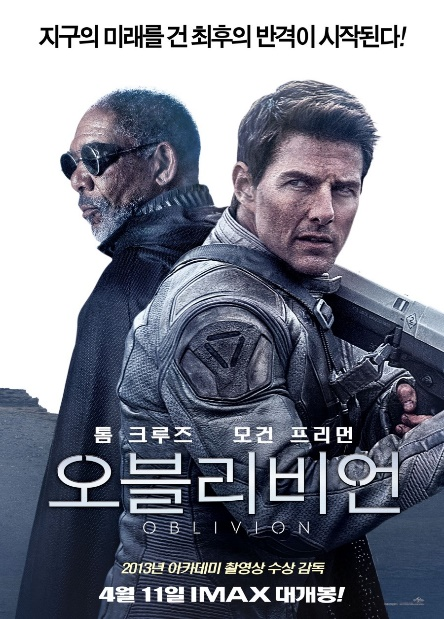 지구의 미래를 건 최후의 반격이 시작된다!
톰 크루즈 모건 프리먼
오블리비언
OBLIVION
2013년 아카데미 촬영상 수상 감독
4월 11일 IMAX 대개봉!